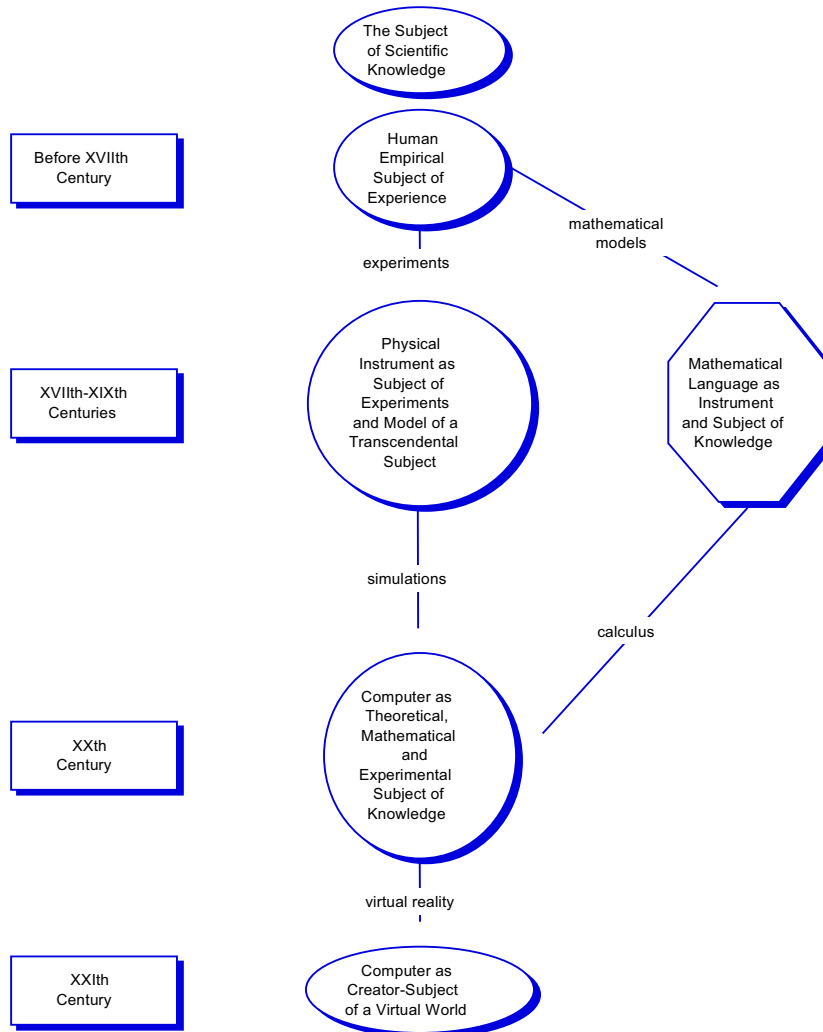 The Subject
of Scientific
Knowledge
Before XVIIth
Century
Human
Empirical
Subject of
Experience
mathematical
models
experiments
XVIIth-XIXth
Centuries
Physical
Instrument as
Subject of
Experiments
and Model of a
Transcendental
Subject
Mathematical
Language as
Instrument
and Subject of
Knowledge
simulations
calculus
XXth
Century
Computer as
Theoretical,
Mathematical
and
Experimental
Subject of
Knowledge
virtual reality
XXIth
Century
Computer as
Creator-Subject
of a Virtual World